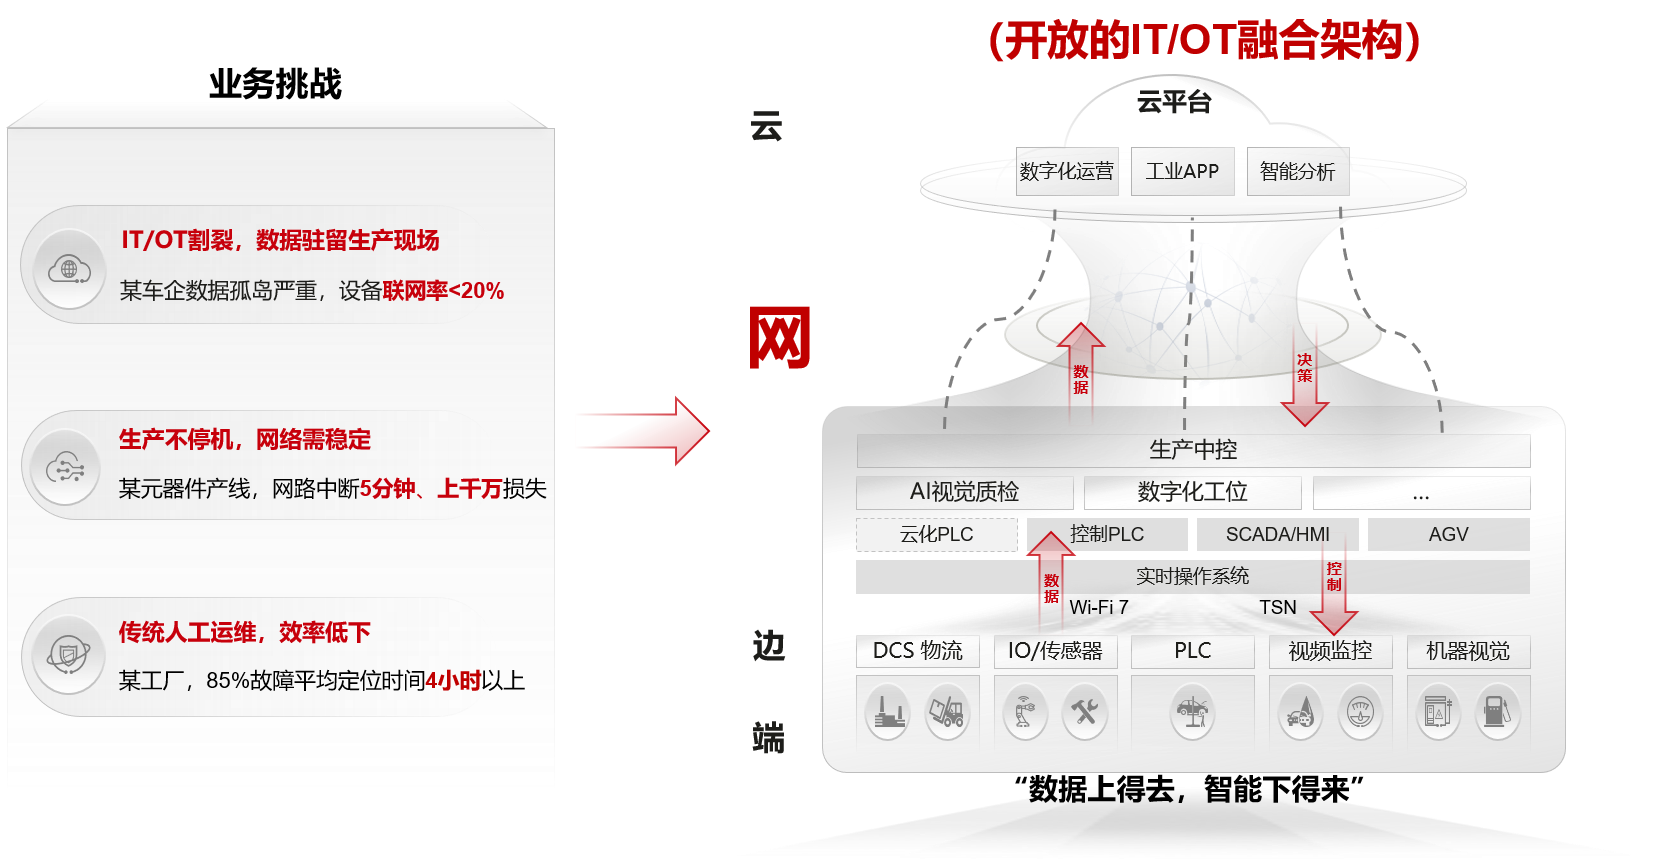 业务挑战
IT/OT割裂，数据驻留生产现场
某车企数据孤岛严重，设备联网率<20%
生产不停机，网络需稳定
某元器件产线，网路中断5分钟、上千万损失
传统人工运维，效率低下
某工厂，85%故障平均定位时间4小时以上
（开放的IT/OT融合架构）
云
云平台
数字化运营
工业APP
智能分析
网
数据
决策
生产中控
AI视觉质检
数字化工位
...
云化PLC
控制PLC
SCADA/HMI
AGV
实时操作系统
数据
控制
Wi-Fi 7
TSN
边
DCS 物流
IO/传感器
PLC
视频监控
机器视觉
端
“数据上得去，智能下得来”